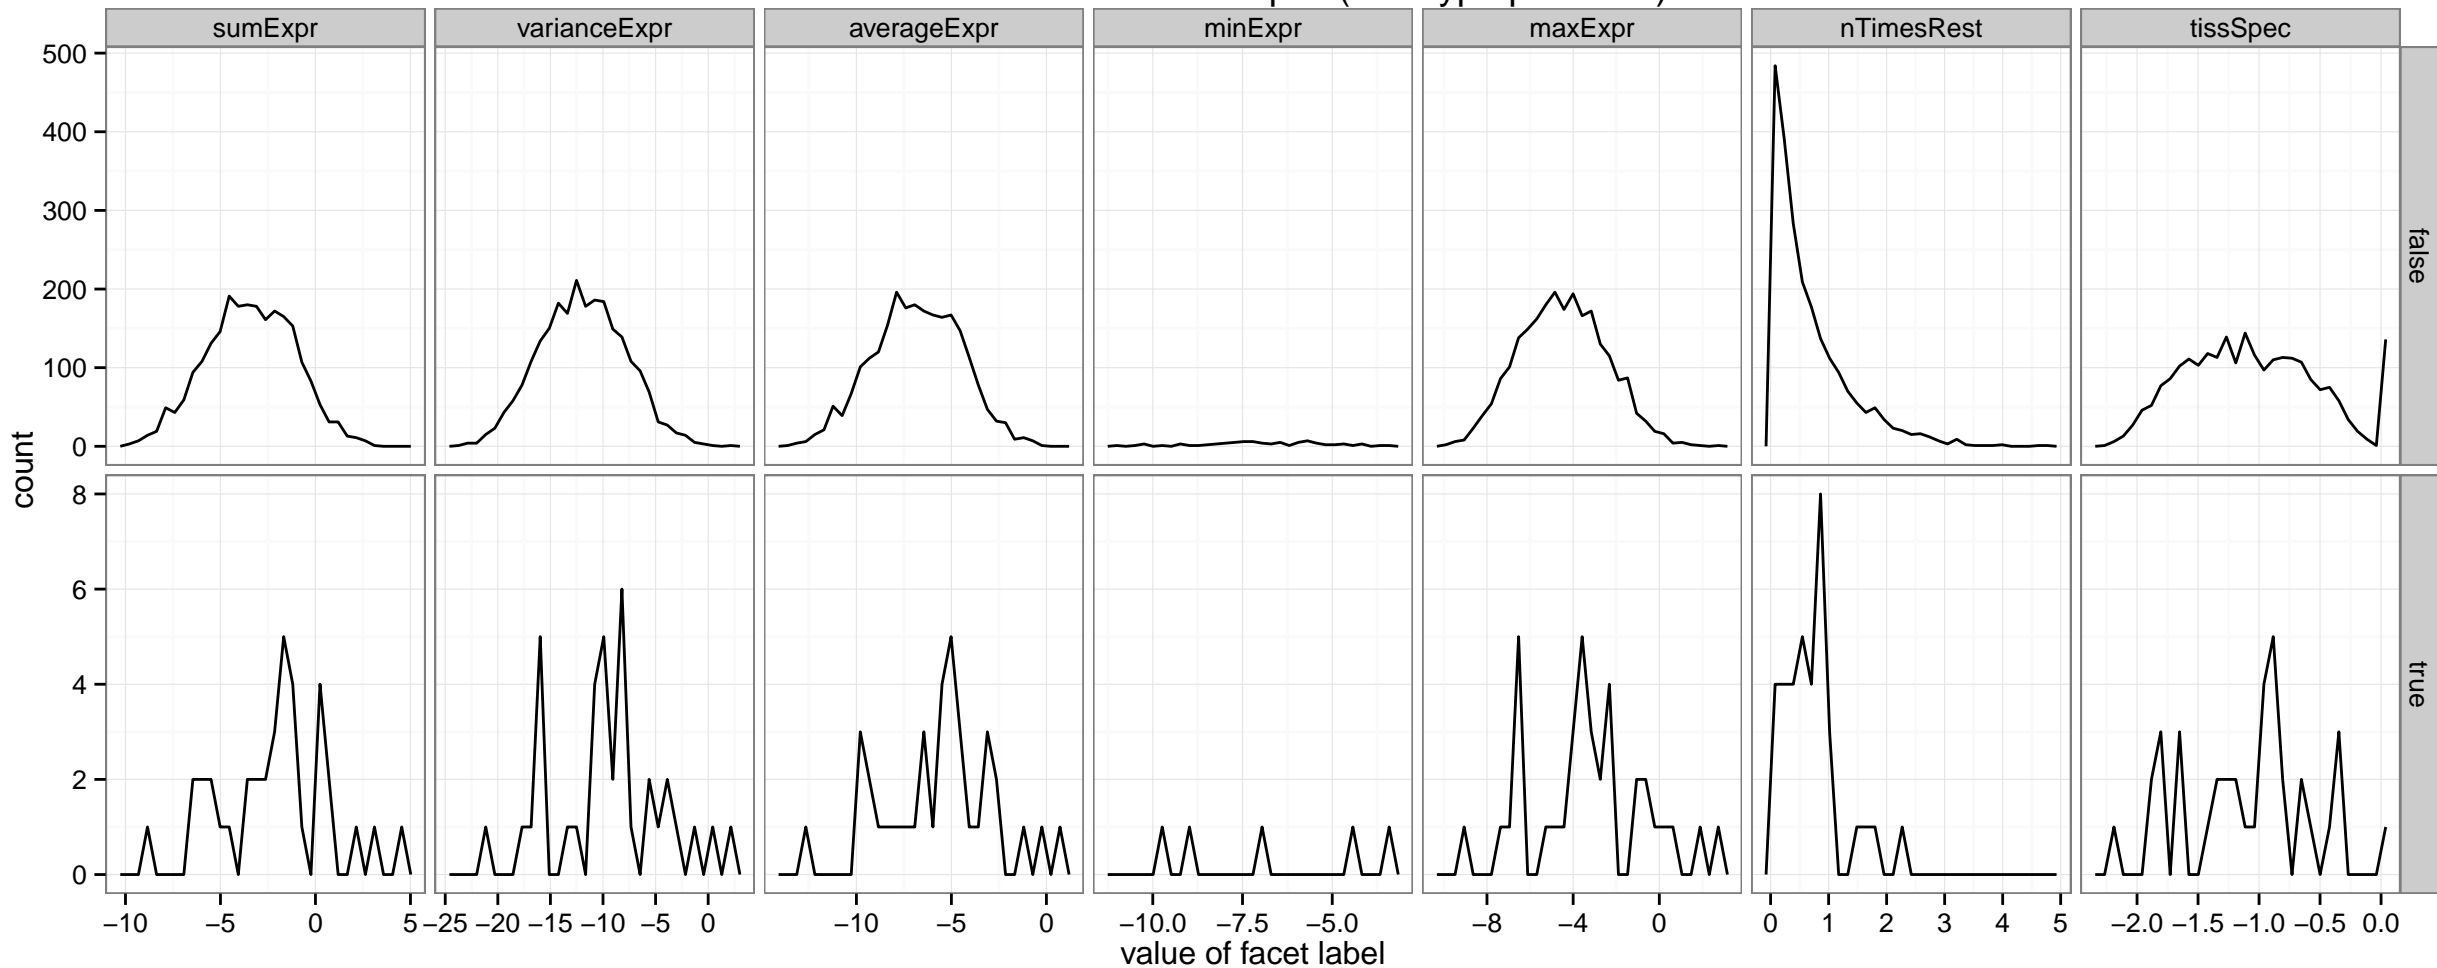 sumExpr varianceExpr averageExpr minExpr maxExpr nTimesRest tissSpec
500
400
300
200
100
0
false
count
8
6
4
2
0
true
−10 −5 0 5 −25 −20 −15 −10 −5 0 −10 −5 0 −10.0 −7.5 −5.0 −8 −4 0 0 1 2 3 4 5 −2.0 −1.5 −1.0 −0.5 0.0
value of facet label